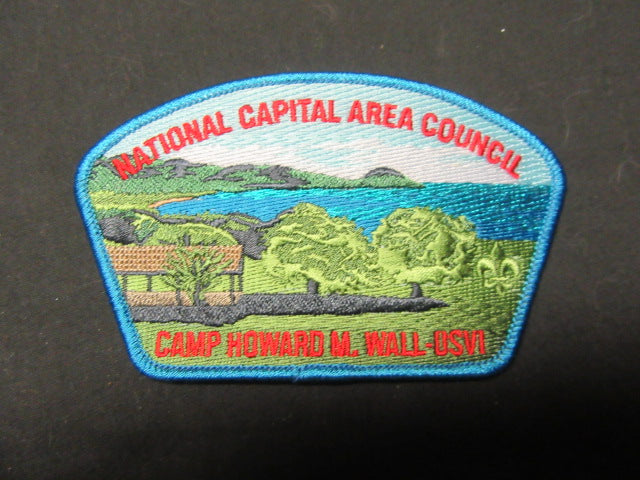 NATIONAL CAPITAL AREA COUNCIL
CAMP HOWARD M. WALL-USVI